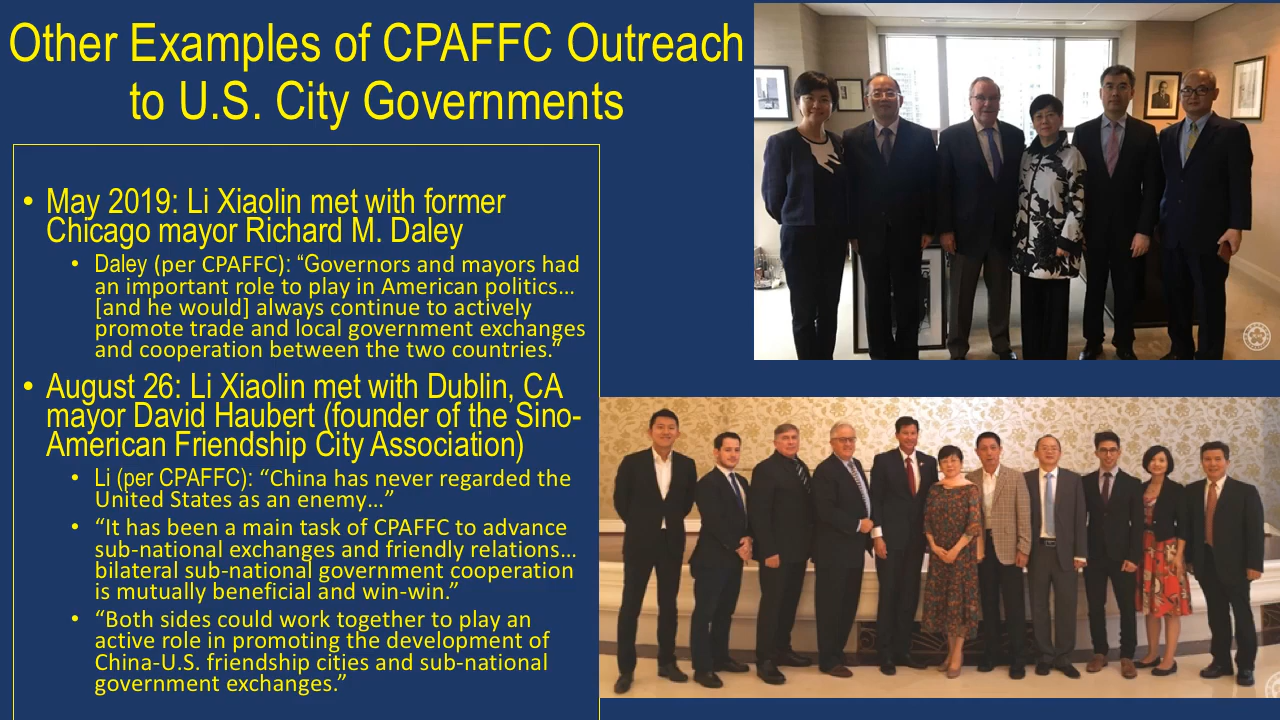 Other Examples of CPAFFC Outreach
to U.S. City Governments
• May 2019: Li Xiaolin met with former
Chicago mayor Richard M. Daley
• Daley (per CPAFFC): “Governors and mayors had
an important role to play in American politics…
[and he would] always continue to actively
promote trade and local government exchanges
and cooperation between the two countries.“
• August 26: Li Xiaolin met with Dublin, CA
mayor David Haubert (founder of the Sino-
American Friendship City Association)
• Li (per CPAFFC): “China has never regarded the
United States as an enemy…”
• “It has been a main task of CPAFFC to advance
sub-national exchanges and friendly relations…
bilateral sub-national government cooperation
is mutually beneficial and win-win.”
• “Both sides could work together to play an
active role in promoting the development of
China-U.S. friendship cities and sub-national
government exchanges.”